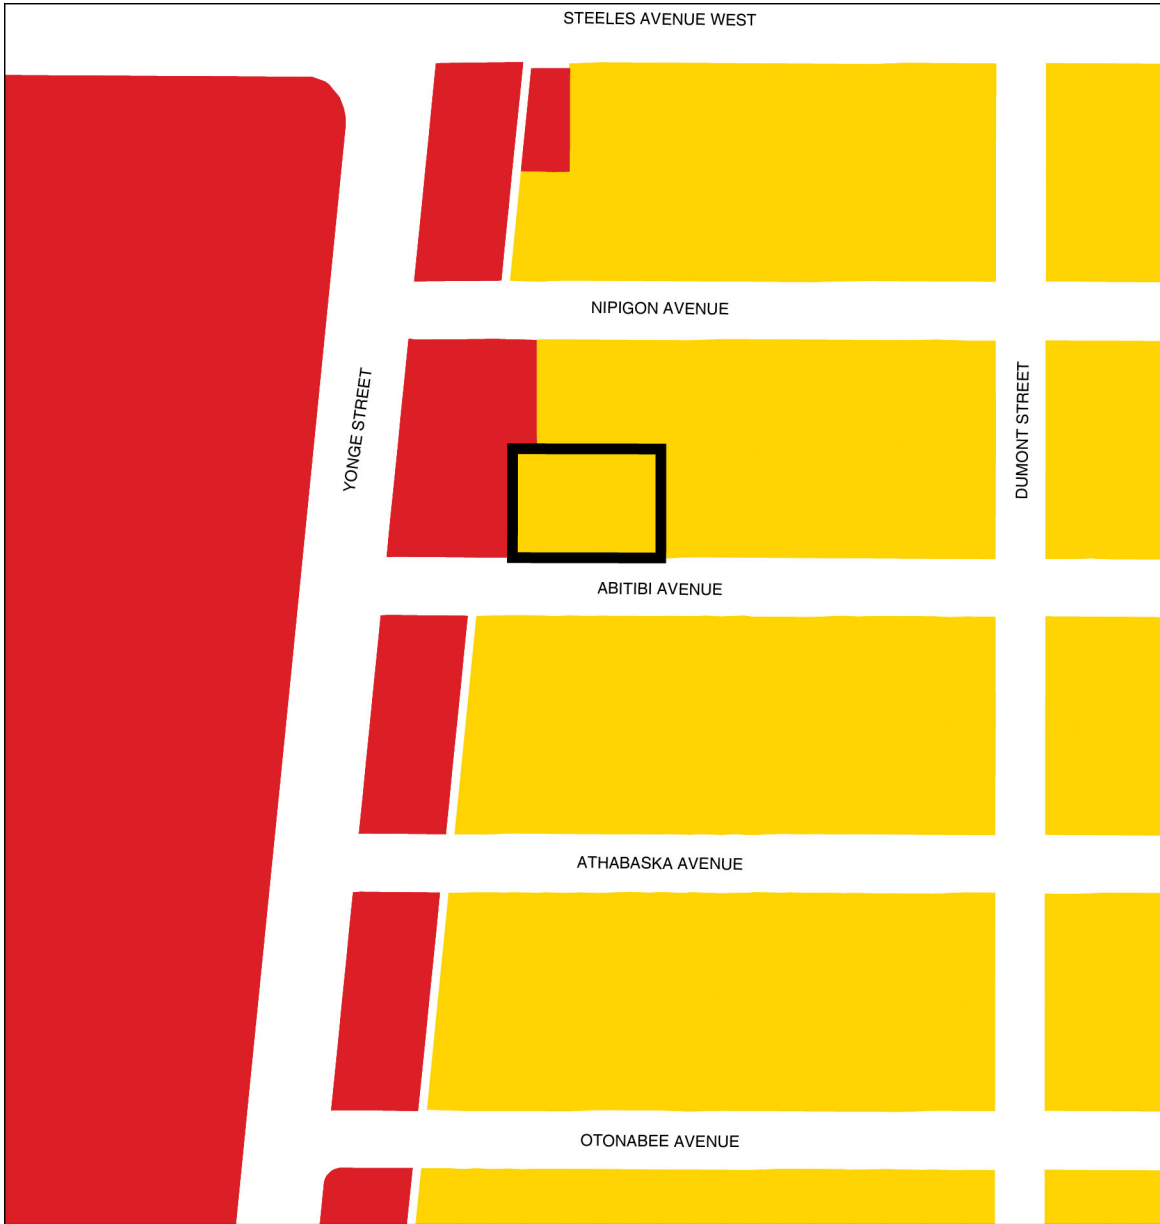 STEELES AVENUE WEST
NIPIGON AVENUE
YONGE STREET
DUMONT STREET
ABITIBI AVENUE
ATHABASKA AVENUE
OTONABEE AVENUE